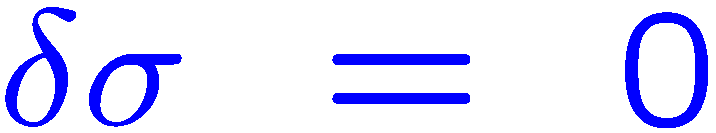 δσ = 0